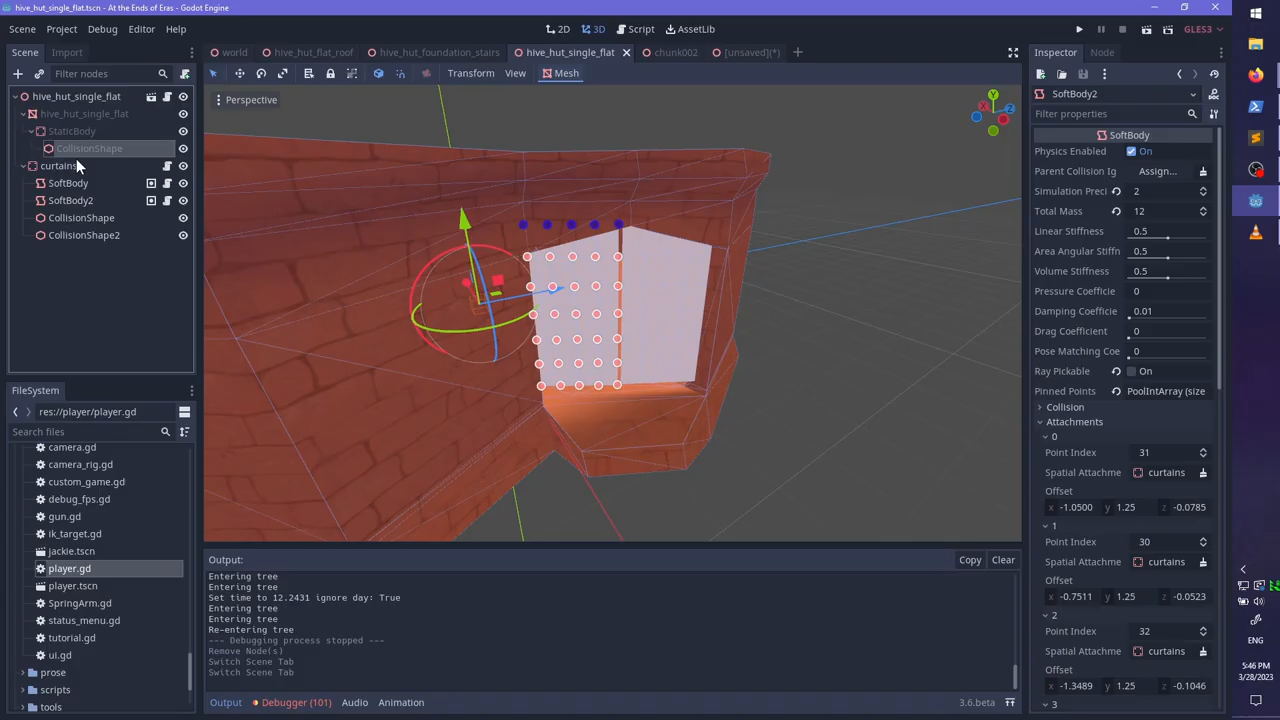 hive_hut_single_flat.tscn - At the Ends of Eras - Godot Engine
Scene Project Debug Editor Help
2D 3D Script AssetLib
GLES3
Scene Import
world hive_hut_flat_roof hive_hut_foundation_stairs hive_hut_single_flat chunk002 [unsaved](*)
Inspector Node
Filter nodes
Transform View Mesh
hive_hut_single_flat
hive_hut_single_flat
StaticBody
CollisionShape
curtains
SoftBody
SoftBody2
CollisionShape
CollisionShape2
Perspective
Y
X
Z
SoftBody2
Filter properties
SoftBody
Physics Enabled On
Parent Collision Ig Assign...
Simulation Preci 2
Total Mass 12
Linear Stiffness 0.5
Area Angular Stiffn 0.5
Volume Stiffness 0.5
Pressure Coefficie 0
Damping Coefficie 0.01
Drag Coefficient 0
Pose Matching Coe 0
Ray Pickable On
Pinned Points PoolIntArray (size
Collision
Attachments
0
Point Index 31
Spatial Attachme curtains
Offset
x -1.0500 y 1.25 z -0.0785
1
Point Index 30
Spatial Attachme curtains
Offset
x -0.7511 y 1.25 z -0.0523
2
Point Index 32
Spatial Attachme curtains
Offset
x -1.3489 y 1.25 z -0.1046
3
FileSystem
res://player/player.gd
Search files
camera.gd
camera_rig.gd
custom_game.gd
debug_fps.gd
gun.gd
ik_target.gd
jackie.tscn
player.gd
player.tscn
SpringArm.gd
status_menu.gd
tutorial.gd
ui.gd
prose
scripts
tools
Output: Copy Clear
Entering tree
Entering tree
Set time to 12.2431 ignore day: True
Entering tree
Entering tree
Re-entering tree
--- Debugging process stopped ---
Remove Node(s)
Switch Scene Tab
Switch Scene Tab
Output Debugger (101) Audio Animation
3.6.beta
ENG
5:46 PM
3/28/2023